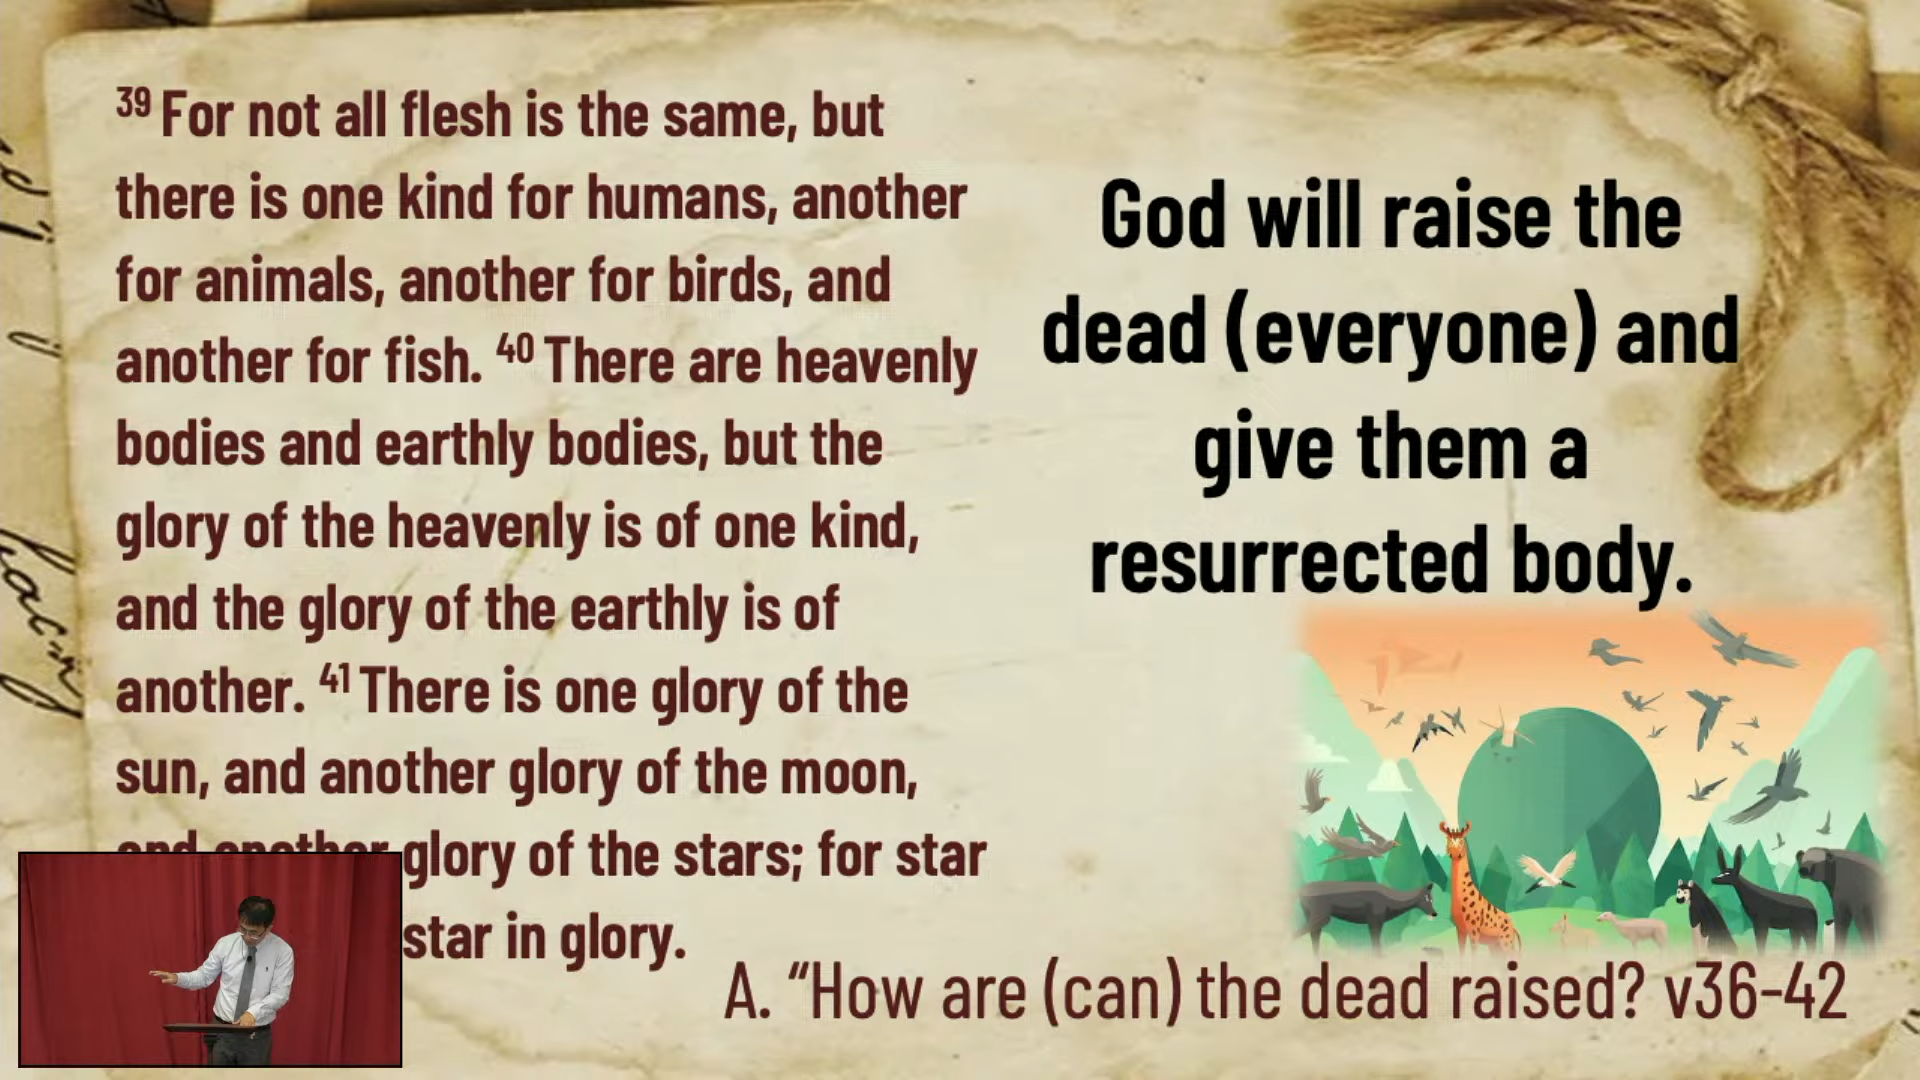 39 For not all flesh is the same, but
there is one kind for humans, another
for animals, another for birds, and
another for fish. 40 There are heavenly
bodies and earthly bodies, but the
glory of the heavenly is of one kind,
and the glory of the earthly is of
another. 41 There is one glory of the
sun, and another glory of the moon,
and another glory of the stars; for star
star in glory.
God will raise the
dead (everyone) and
give them a
resurrected body.
A. “How are (can) the dead raised? v36-42